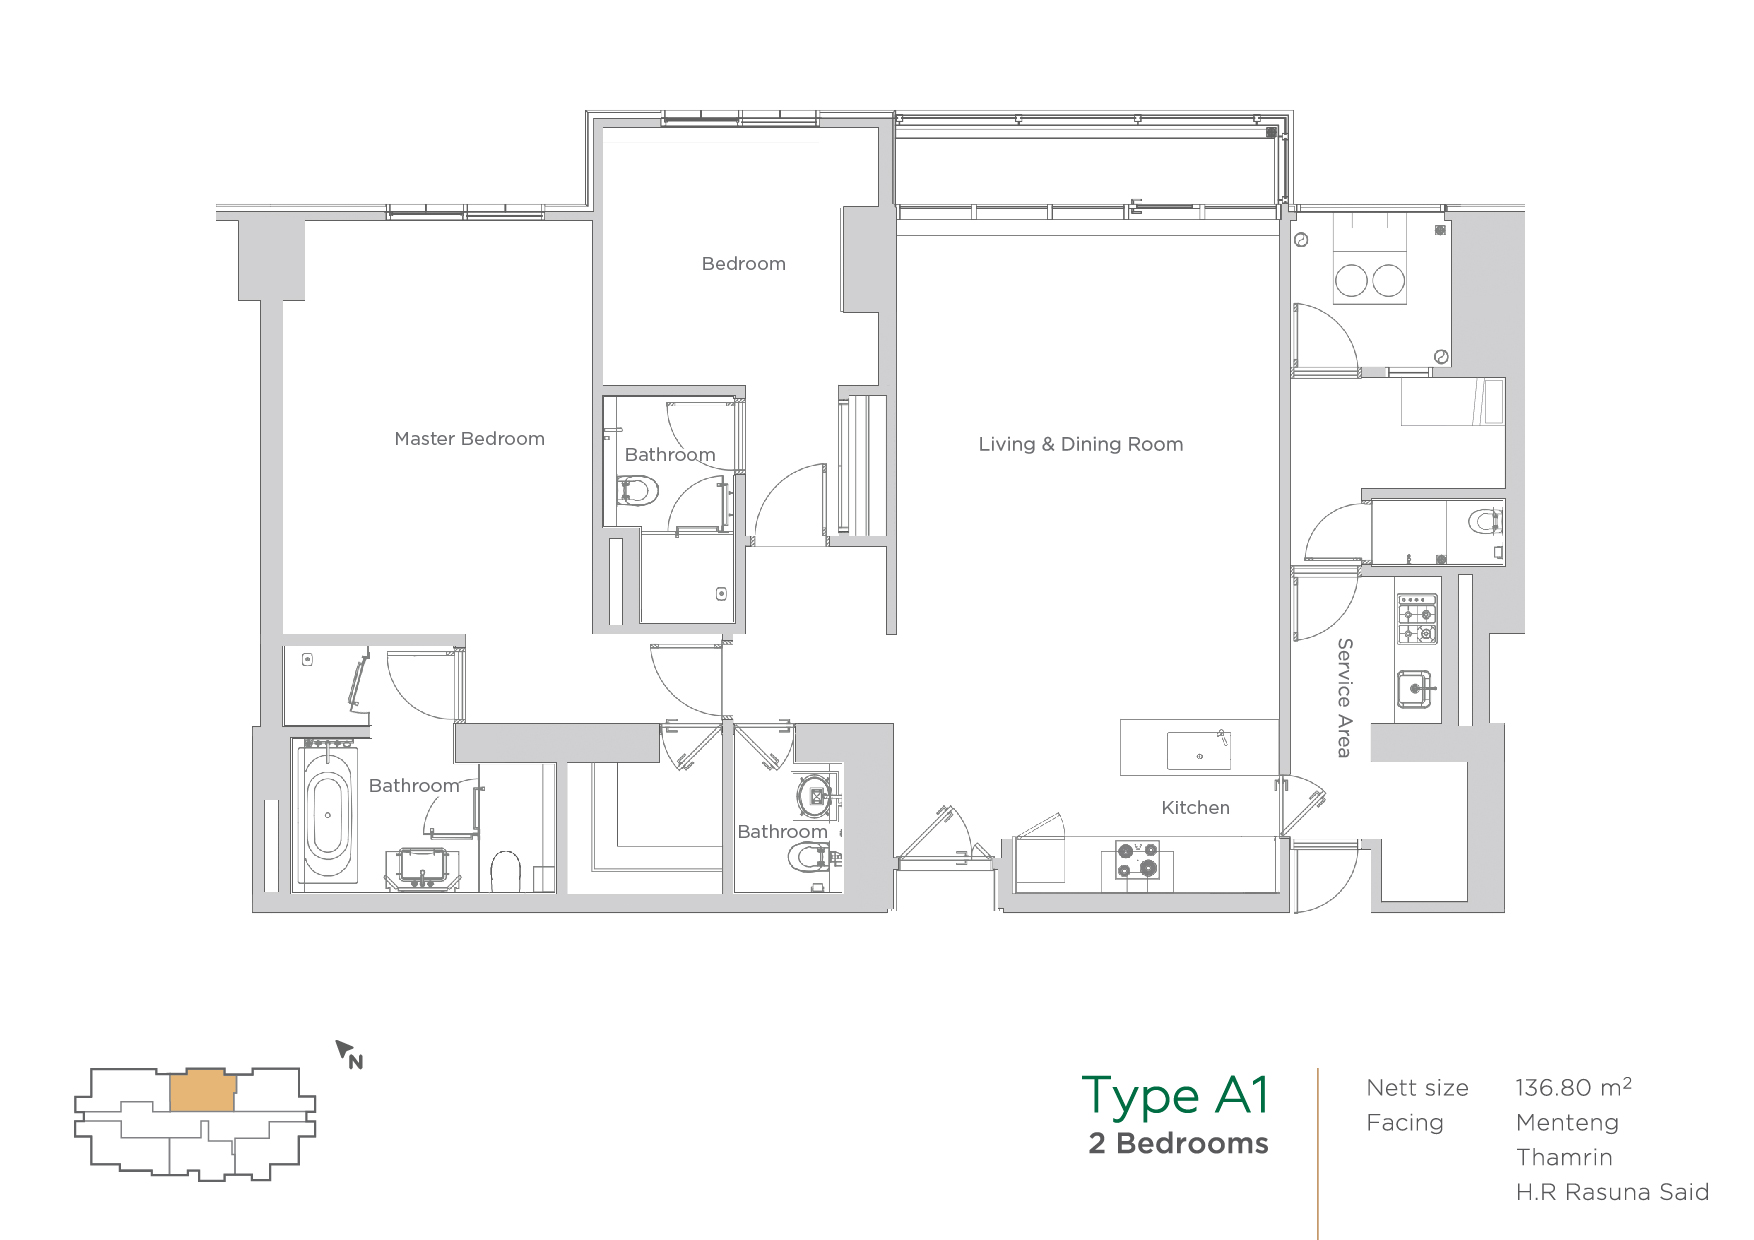 Bedroom
Master Bedroom
Living & Dining Room
Bathroom
Service Area
Bathroom
Kitchen
Bathroom
N
Type A1
2 Bedrooms
Nett size 136.80 m²
Facing Menteng
Thamrin
H.R Rasuna Said